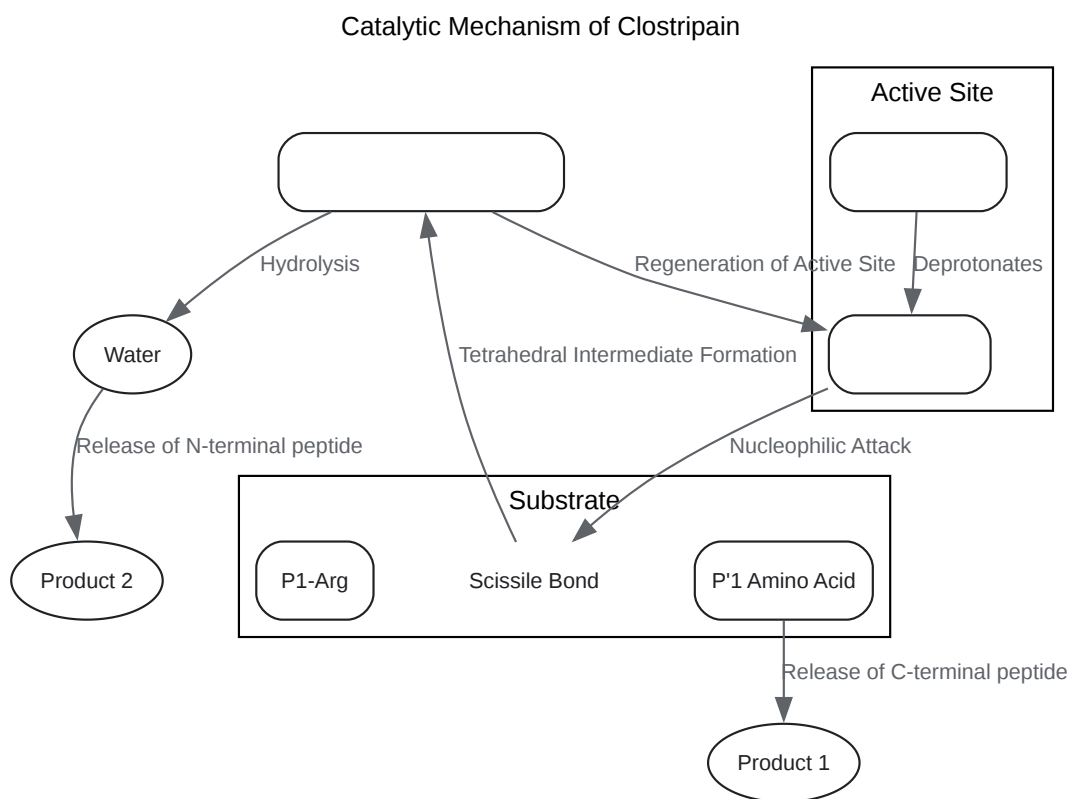 Catalytic Mechanism of Clostripain
Active Site
Hydrolysis
Regeneration of Active Site
Deprotonates
Water
Tetrahedral Intermediate Formation
Release of N-terminal peptide
Nucleophilic Attack
Substrate
Product 2
P1-Arg
Scissile Bond
P'1 Amino Acid
Release of C-terminal peptide
Product 1